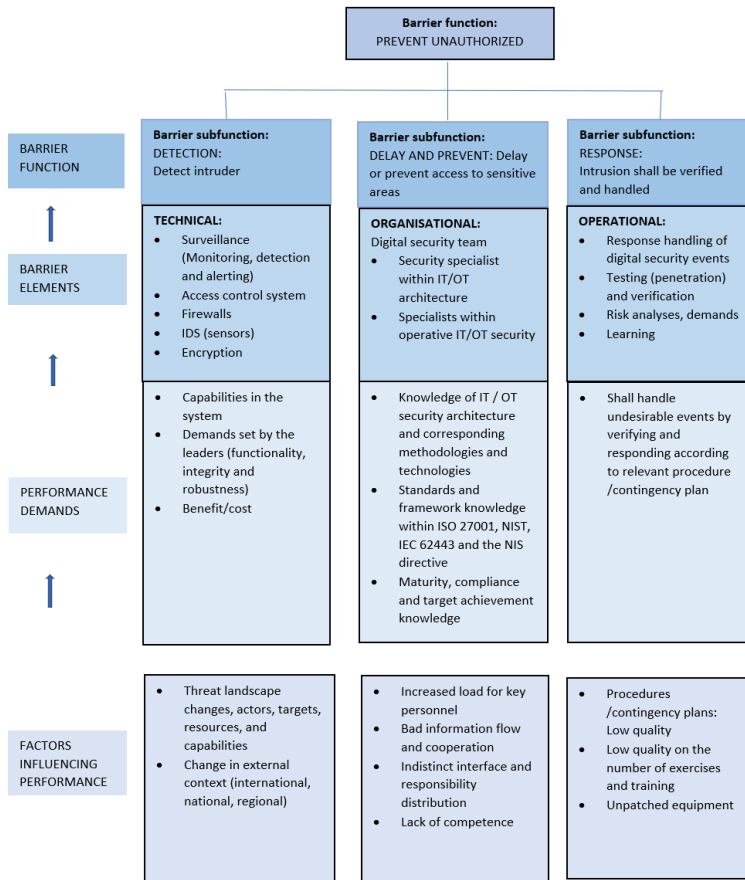 Barrier function:
PREVENT UNAUTHORIZED
BARRIER
FUNCTION
Barrier subfunction:
DETECTION:
Detect intruder
Barrier subfunction:
DELAY AND PREVENT: Delay
or prevent access to sensitive
areas
Barrier subfunction:
RESPONSE:
Intrusion shall be verified
and handled
BARRIER
ELEMENTS
TECHNICAL:
• Surveillance
(Monitoring, detection
and alerting)
• Access control system
• Firewalls
• IDS (sensors)
• Encryption
ORGANISATIONAL:
Digital security team
• Security specialist
within IT/OT
architecture
• Specialists within
operative IT/OT security
OPERATIONAL:
• Response handling of
digital security events
• Testing (penetration)
and verification
• Risk analyses, demands
• Learning
PERFORMANCE
DEMANDS
• Capabilities in the
system
• Demands set by the
leaders (functionality,
integrity and
robustness)
• Benefit/cost
• Knowledge of IT / OT
security architecture
and corresponding
methodologies and
technologies
• Standards and
framework knowledge
within ISO 27001, NIST,
IEC 62443 and the NIS
directive
• Maturity, compliance
and target achievement
knowledge
• Shall handle
undesirable events by
verifying and
responding according
to relevant procedure
/contingency plan
FACTORS
INFLUENCING
PERFORMANCE
• Threat landscape
changes, actors, targets,
resources, and
capabilities
• Change in external
context (international,
national, regional)
• Increased load for key
personnel
• Bad information flow
and cooperation
• Indistinct interface and
responsibility
distribution
• Lack of competence
• Procedures
/contingency plans:
Low quality
• Low quality on the
number of exercises
and training
• Unpatched equipment